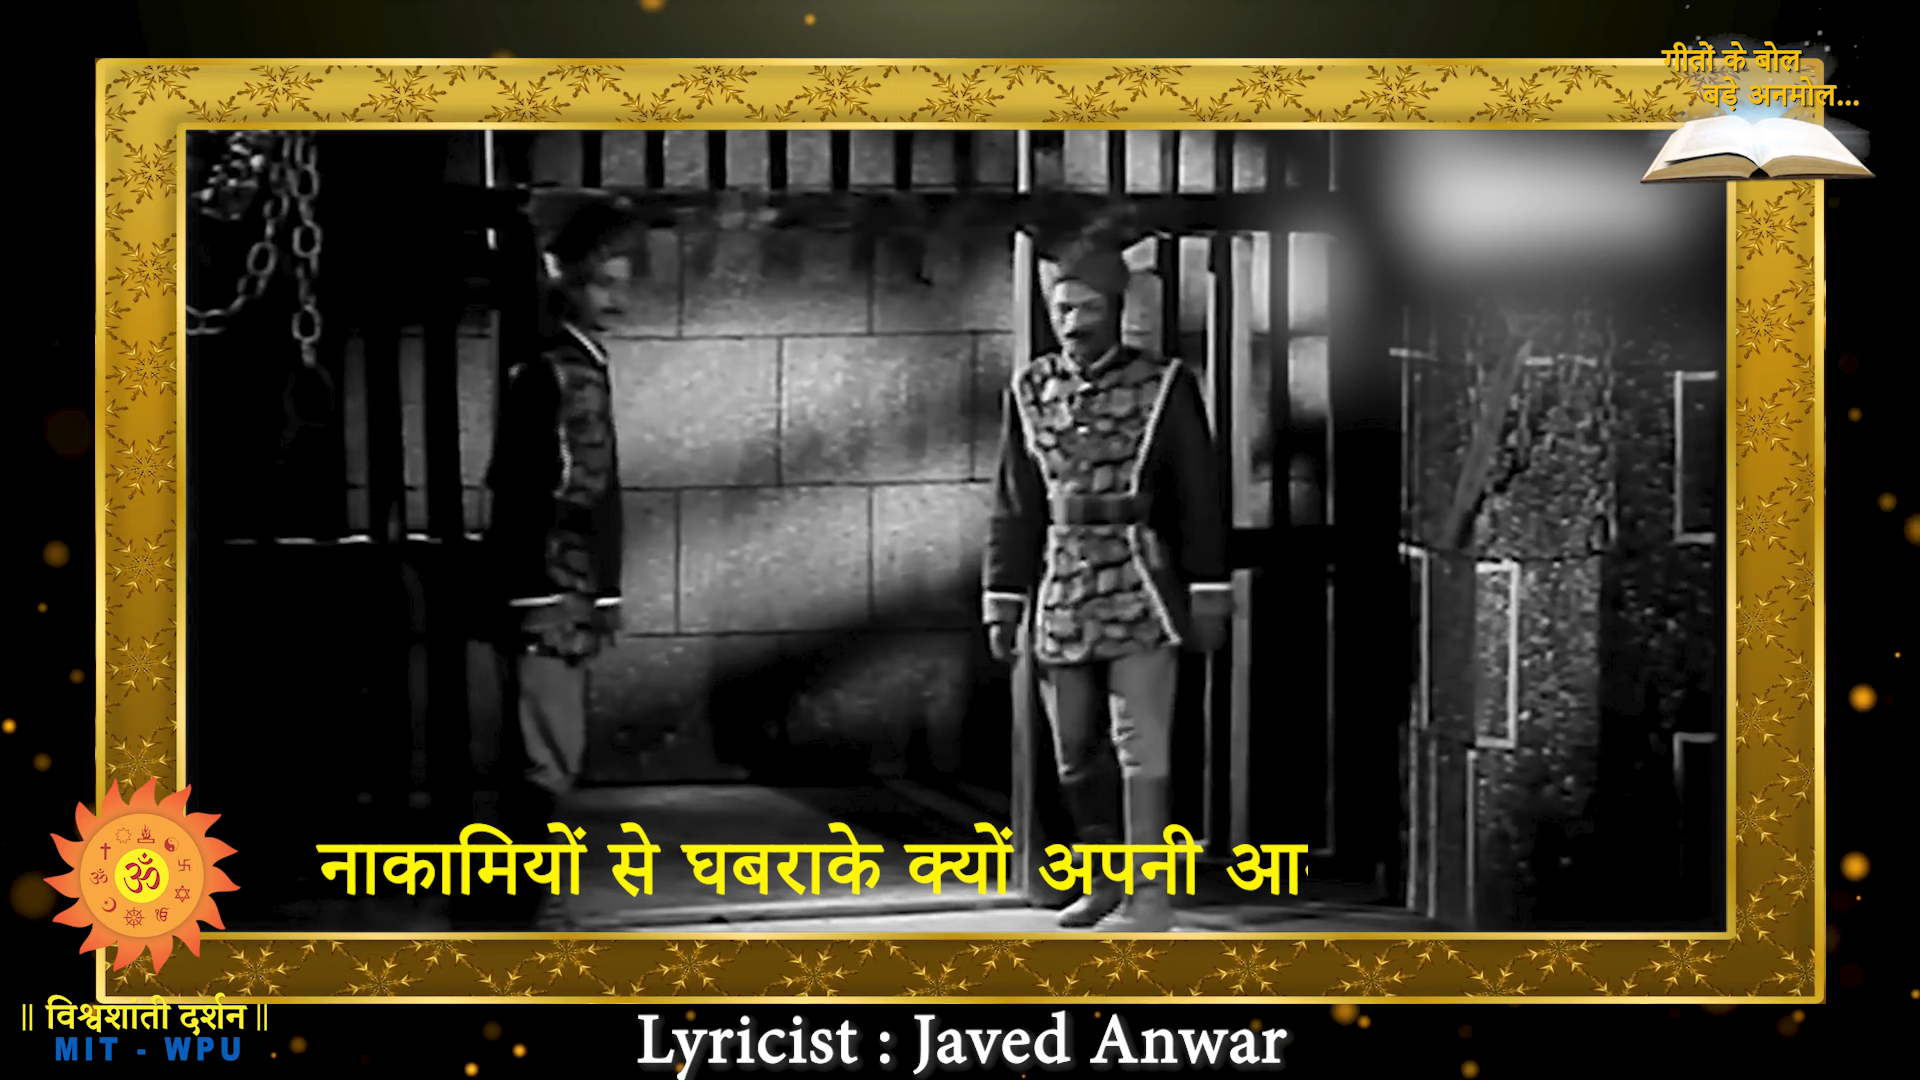 गीतों के बोल
बड़े अनमोल...
नाकामियों से घबराके क्यों अपनी
॥ विश्वशांती दर्शन ॥
MIT - WPU
Lyricist : Javed Anwar